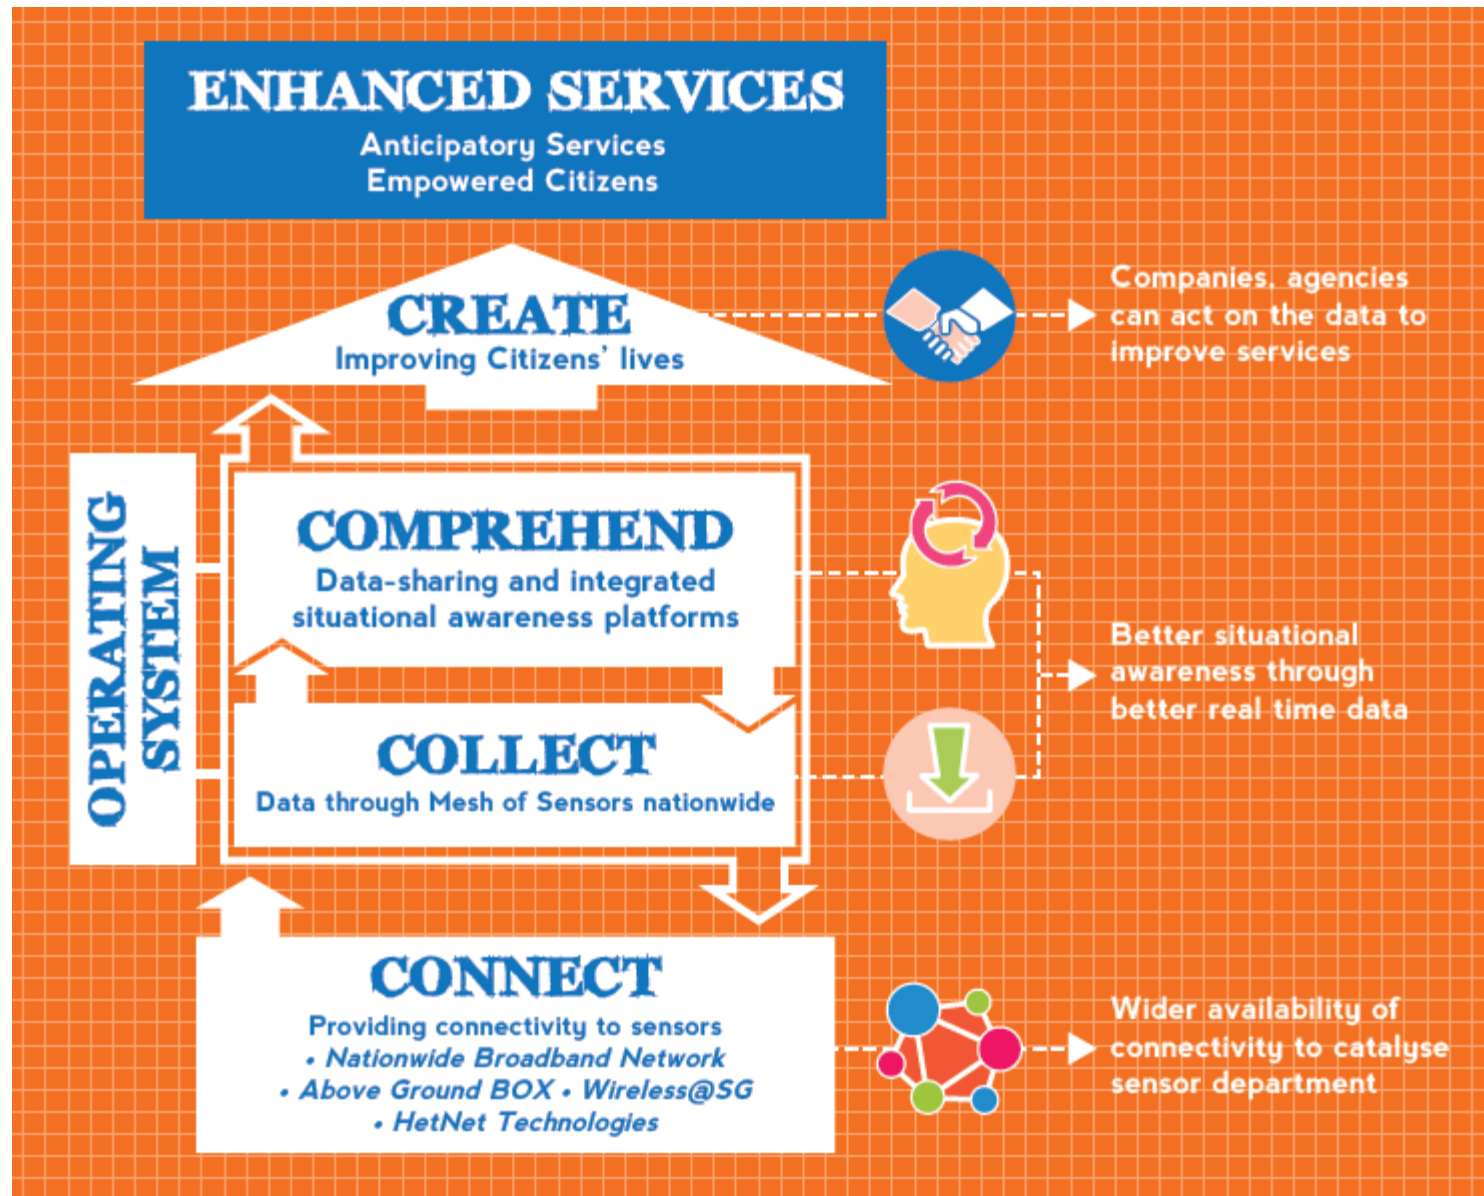 ENHANCED SERVICES
Anticipatory Services
Empowered Citizens
CREATE
Improving Citizens' lives
Companies. agencies
can act on the data to
improve services
OPERATING
SYSTEM
COMPREHEND
Data-sharing and integrated
situational awareness platforms
COLLECT
Data through Mesh of Sensors nationwide
Better situational
awareness through
better real time data
CONNECT
Providing connectivity to sensors
• Nationwide Broadband Network
• Above Ground BOX • Wireless@SG
• HetNet Technologies
Wider availability of
connectivity to catalyse
sensor department